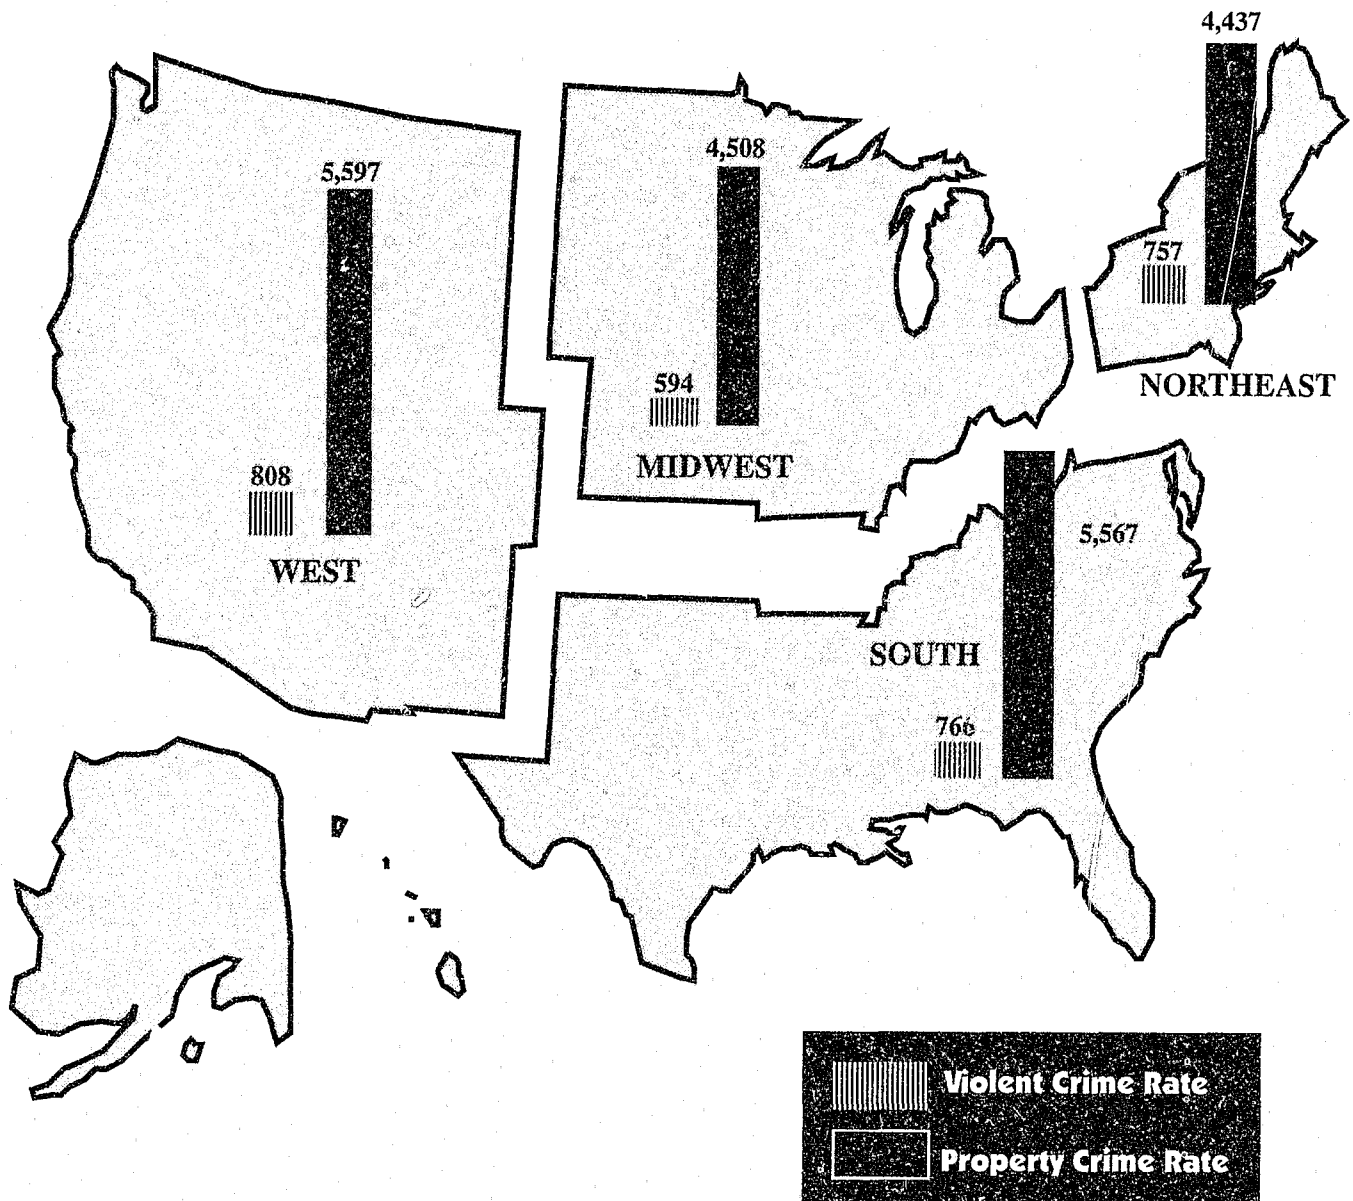 4,437
4,508
5,597
757
594
NORTHEAST
MIDWEST
808
5,567
WEST
SOUTH
766
Violent Crime Rate
Property Crime Rate